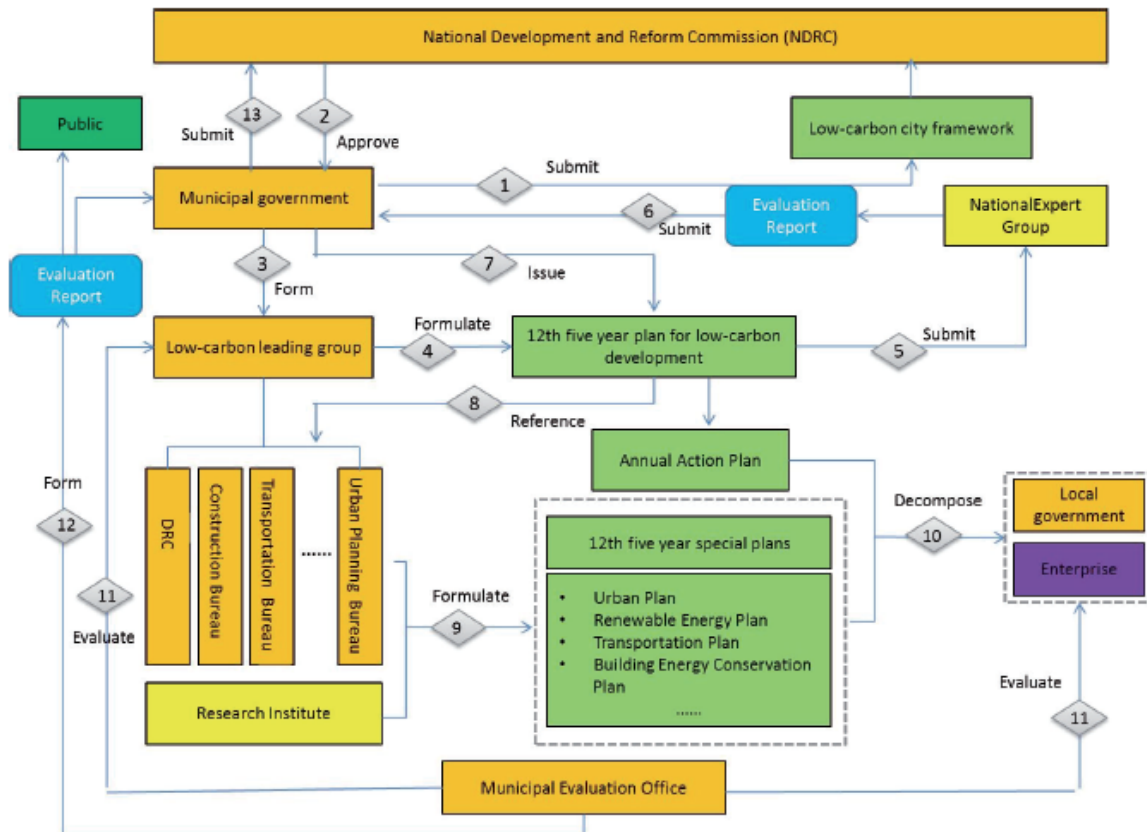 National Development and Reform Commission (NDRC)
13
2
Submit
Approve
Public
Low-carbon city framework
Municipal government
1
Submit
6
Submit
Evaluation
Report
NationalExpert
Group
Evaluation
Report
3
Form
7
Issue
Low-carbon leading group
Formulate
4
12th five year plan for low-carbon
development
5
Submit
8
Reference
Annual Action Plan
DRC
Construction Bureau
Transportation Bureau
......
Urban Planning Bureau
Form
12
11
Evaluate
Decompose
10
Local
government
Enterprise
12th five year special plans
Formulate
9
• Urban Plan
• Renewable Energy Plan
• Transportation Plan
• Building Energy Conservation
Plan
......
Research Institute
Evaluate
11
Municipal Evaluation Office